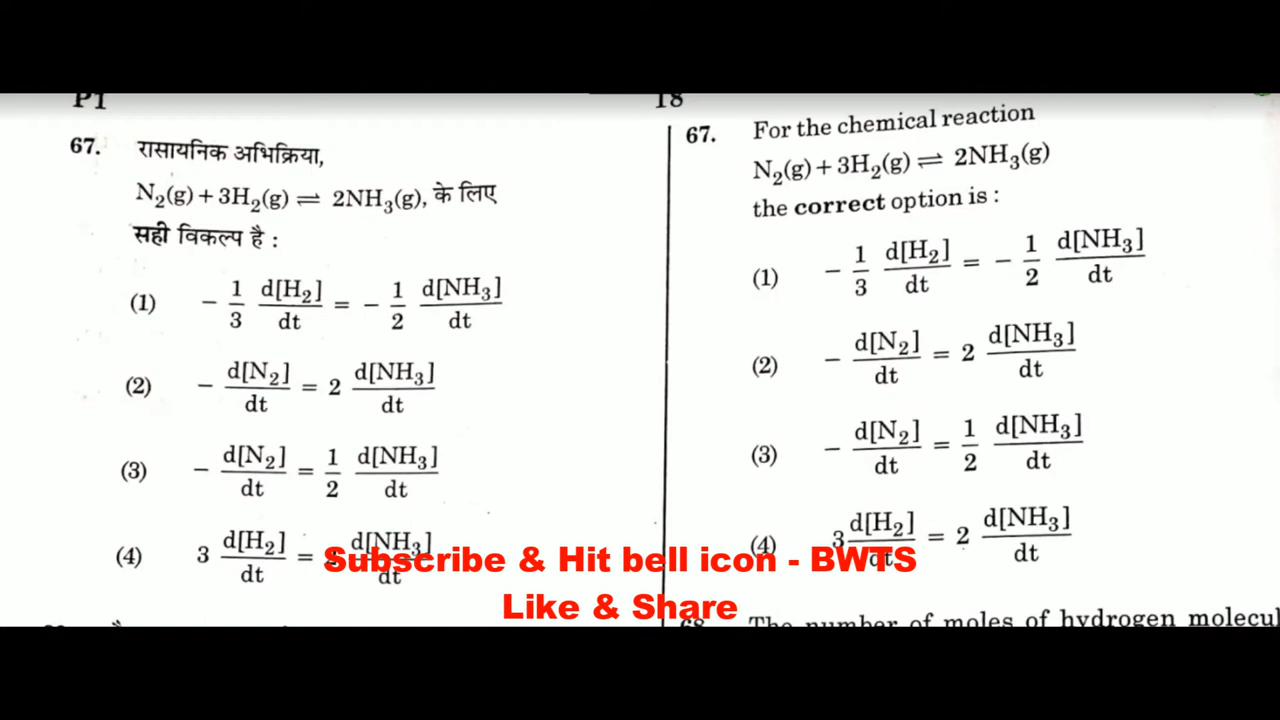 P1
67. रासायनिक अभिक्रिया,
N₂(g) + 3H₂(g) ⇌ 2NH₃(g), के लिए
सही विकल्प है :
(1) − 1/3 d[H₂]/dt = − 1/2 d[NH₃]/dt
(2) − d[N₂]/dt = 2 d[NH₃]/dt
(3) − d[N₂]/dt = 1/2 d[NH₃]/dt
(4) 3 d[H₂]/dt = 2 d[NH₃]/dt
18
67. For the chemical reaction
N₂(g) + 3H₂(g) ⇌ 2NH₃(g)
the correct option is :
(1) − 1/3 d[H₂]/dt = − 1/2 d[NH₃]/dt
(2) − d[N₂]/dt = 2 d[NH₃]/dt
(3) − d[N₂]/dt = 1/2 d[NH₃]/dt
(4) 3 d[H₂]/dt = 2 d[NH₃]/dt
Subscribe & Hit bell icon - BWTS
Like & Share
68. The number of moles of hydrogen